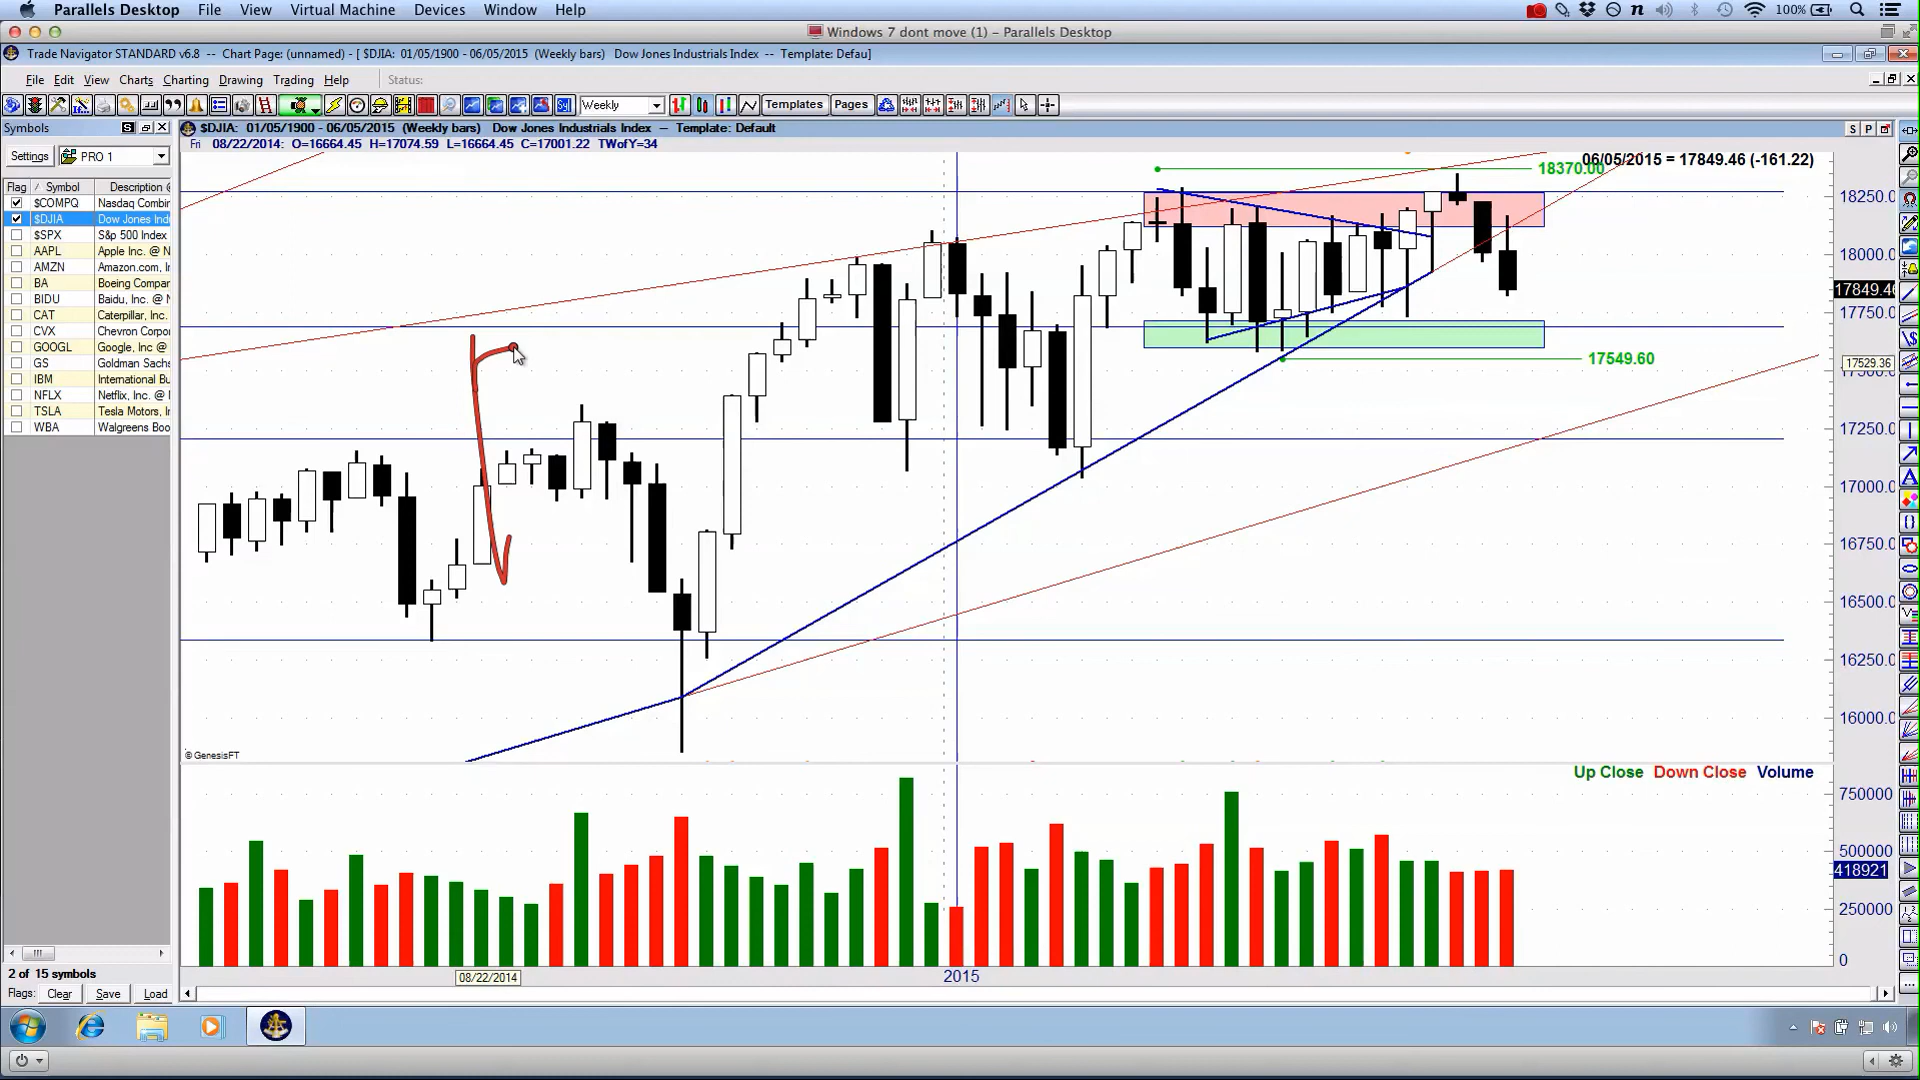 Parallels Desktop File View Virtual Machine Devices Window Help 100%
Windows 7 dont move (1) - Parallels Desktop
Trade Navigator STANDARD v6.8 -- Chart Page: (unnamed) - [ $DJIA: 01/05/1900 - 06/05/2015 (Weekly bars) Dow Jones Industrials Index -- Template: Defau]
File Edit View Charts Charting Drawing Trading Help Status:
Weekly Templates Pages
Symbols S
$DJIA: 01/05/1900 - 06/05/2015 (Weekly bars) Dow Jones Industrials Index — Template: Default S P
Fri 08/22/2014: O=16664.45 H=17074.59 L=16664.45 C=17001.22 TWofY=34
Settings PRO 1
06/05/2015 = 17849.46 (-161.22)
18370.00
Flag Symbol Description
$COMPQ Nasdaq Combin
$DJIA Dow Jones Ind
$SPX S&p 500 Index
AAPL Apple Inc. @ N
AMZN Amazon.com, In
BA Boeing Compan
BIDU Baidu, Inc. @ N
CAT Caterpillar, Inc
CVX Chevron Corpor
GOOGL Google, Inc @
GS Goldman Sachs
IBM International Bu
NFLX Netflix, Inc. @
TSLA Tesla Motors, In
WBA Walgreens Boo
18250.0
18000.0
17849.46
17750.0
17549.60
17529.36
17500.0
17250.0
17000.0
16750.0
16500.0
16250.0
16000.0
© GenesisFT
Up Close Down Close Volume
750000
500000
418921
250000
0
08/22/2014 2015
2 of 15 symbols
Flags: Clear Save Load